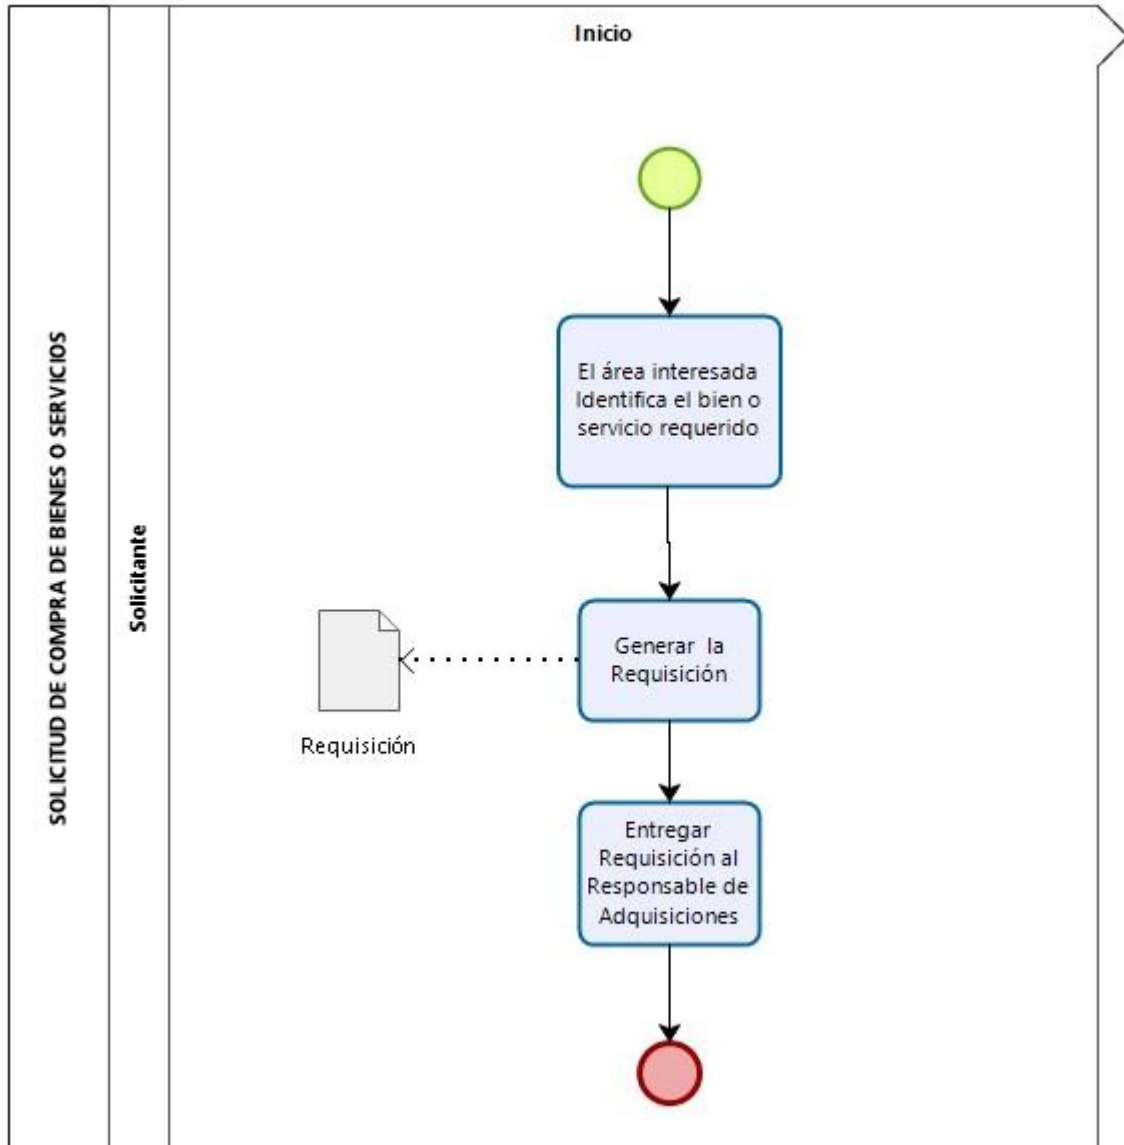 Inicio
SOLICITUD DE COMPRA DE BIENES O SERVICIOS
Solicitante
El área interesada
Identifica el bien o
servicio requerido
Generar la
Requisición
Requisición
Entregar
Requisición al
Responsable de
Adquisiciones